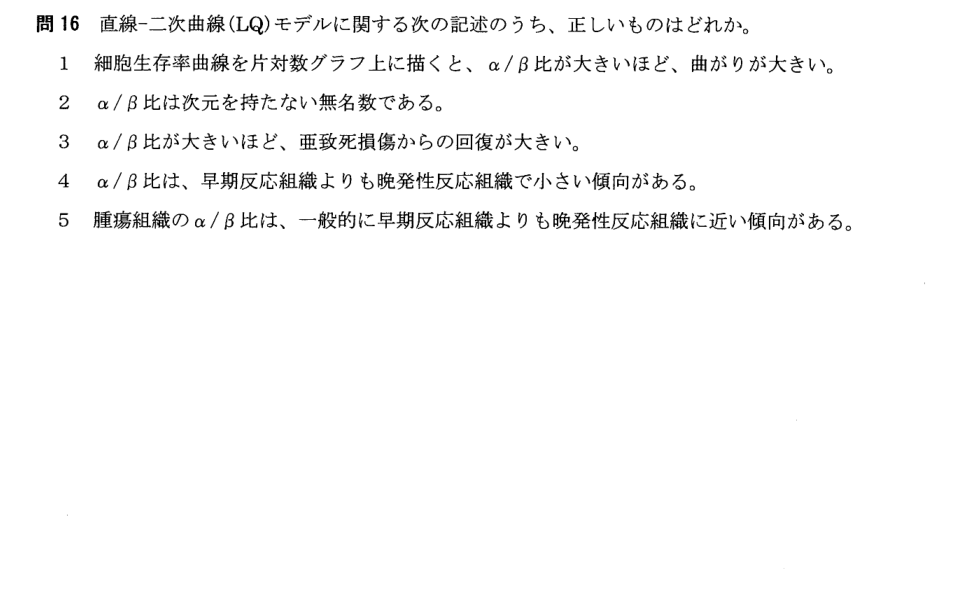 問16 直線-二次曲線(LQ)モデルに関する次の記述のうち、正しいものはどれか。
1 細胞生存率曲線を片対数グラフ上に描くと、α/β比が大きいほど、曲がりが大きい。
2 α/β比は次元を持たない無名数である。
3 α/β比が大きいほど、亜致死損傷からの回復が大きい。
4 α/β比は、早期反応組織よりも晩発性反応組織で小さい傾向がある。
5 腫瘍組織のα/β比は、一般的に早期反応組織よりも晩発性反応組織に近い傾向がある。